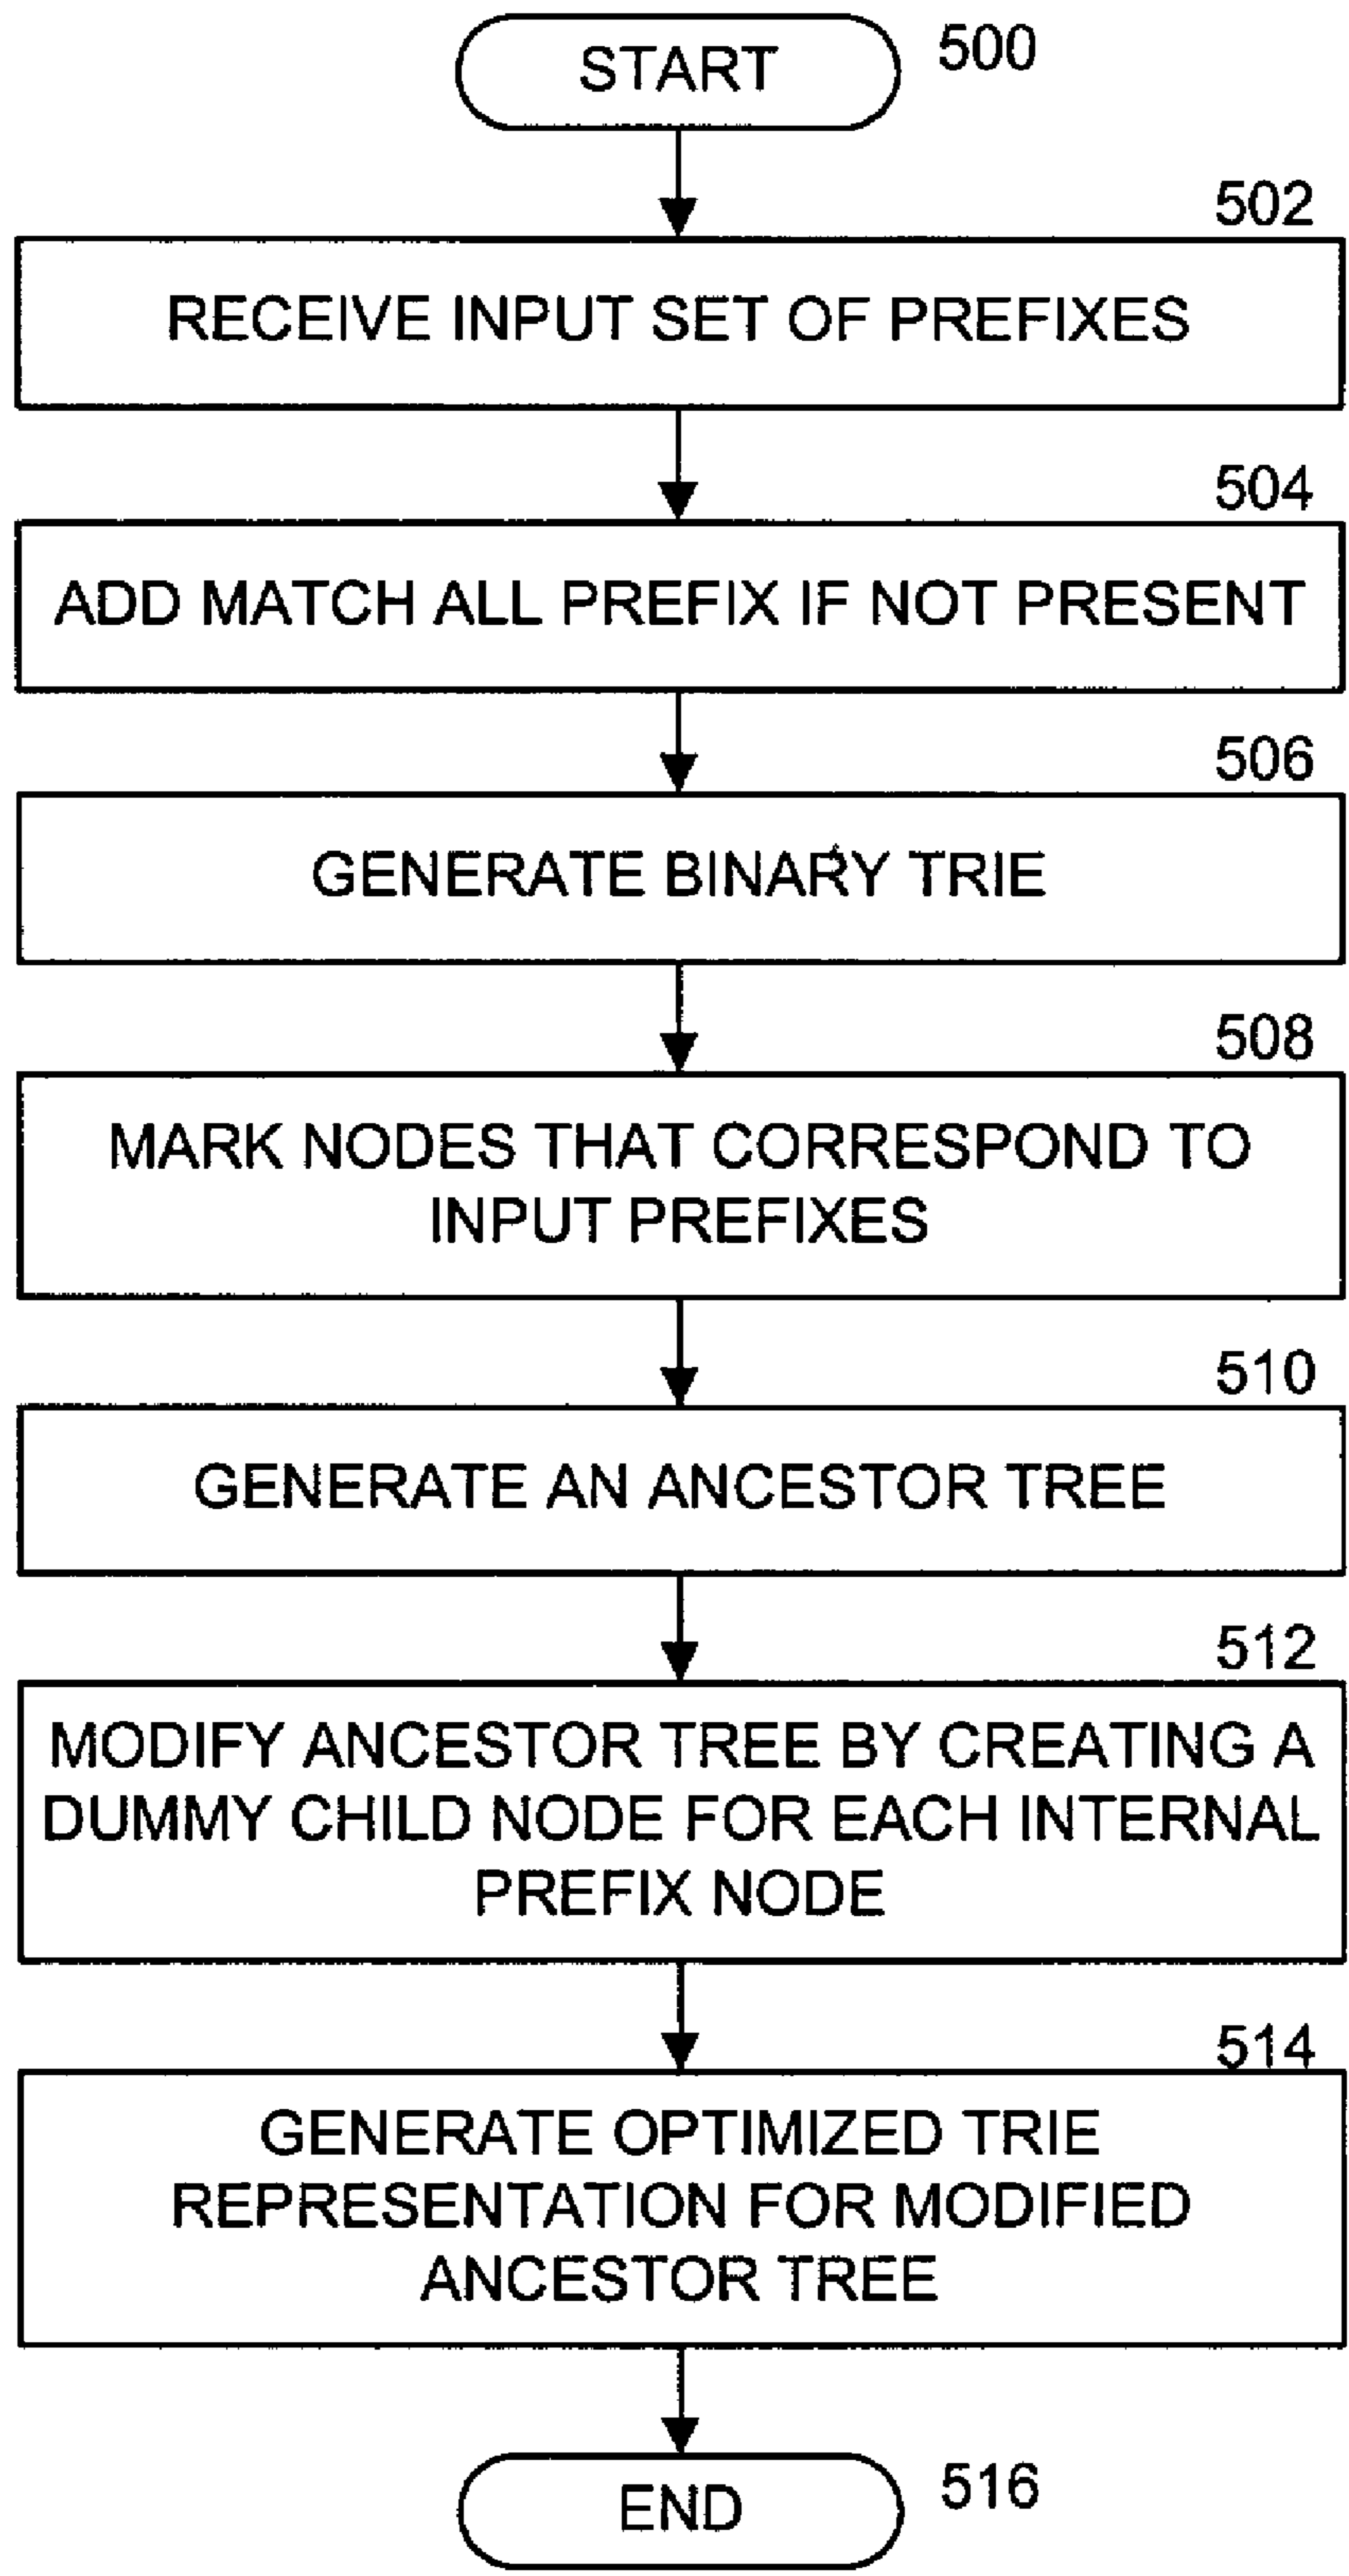 START
500
502
RECEIVE INPUT SET OF PREFIXES
504
ADD MATCH ALL PREFIX IF NOT PRESENT
506
GENERATE BINARY TRIE
508
MARK NODES THAT CORRESPOND TO
INPUT PREFIXES
510
GENERATE AN ANCESTOR TREE
512
MODIFY ANCESTOR TREE BY CREATING A
DUMMY CHILD NODE FOR EACH INTERNAL
PREFIX NODE
514
GENERATE OPTIMIZED TRIE
REPRESENTATION FOR MODIFIED
ANCESTOR TREE
END
516